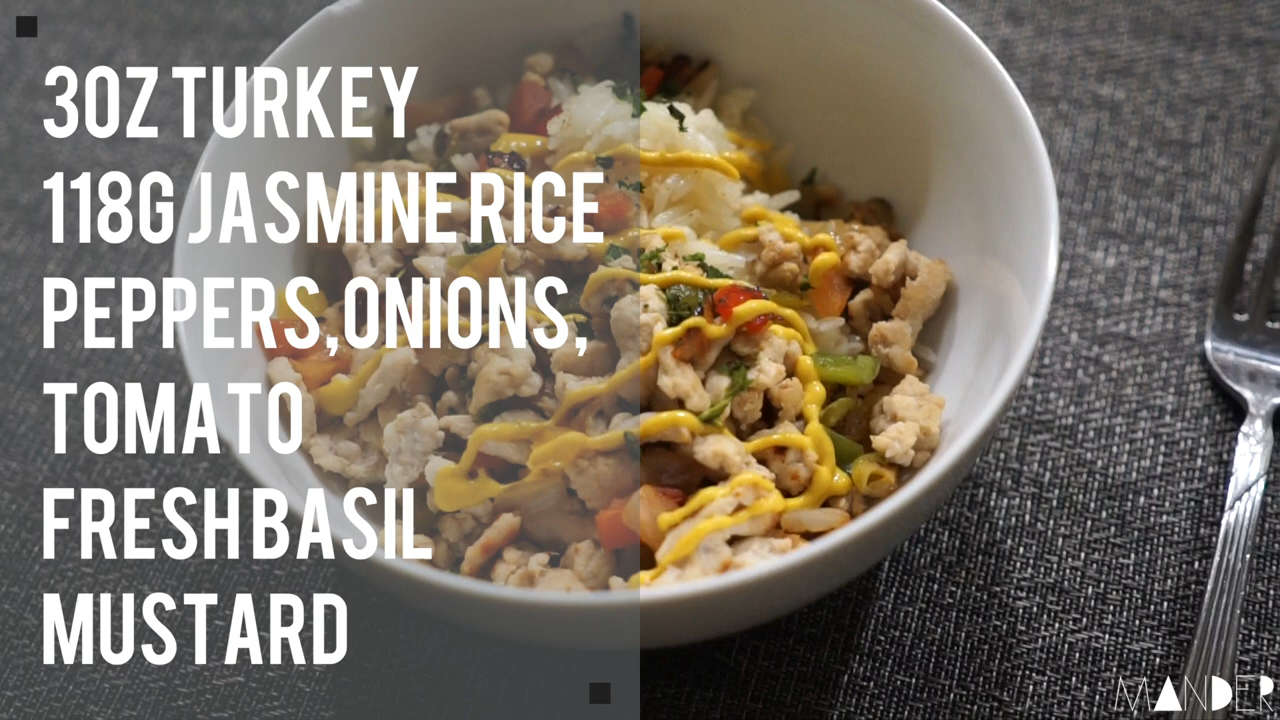 3OZ TURKEY
118G JASMINE RICE
PEPPERS, ONIONS,
TOMATO
FRESH BASIL
MUSTARD
MANDER